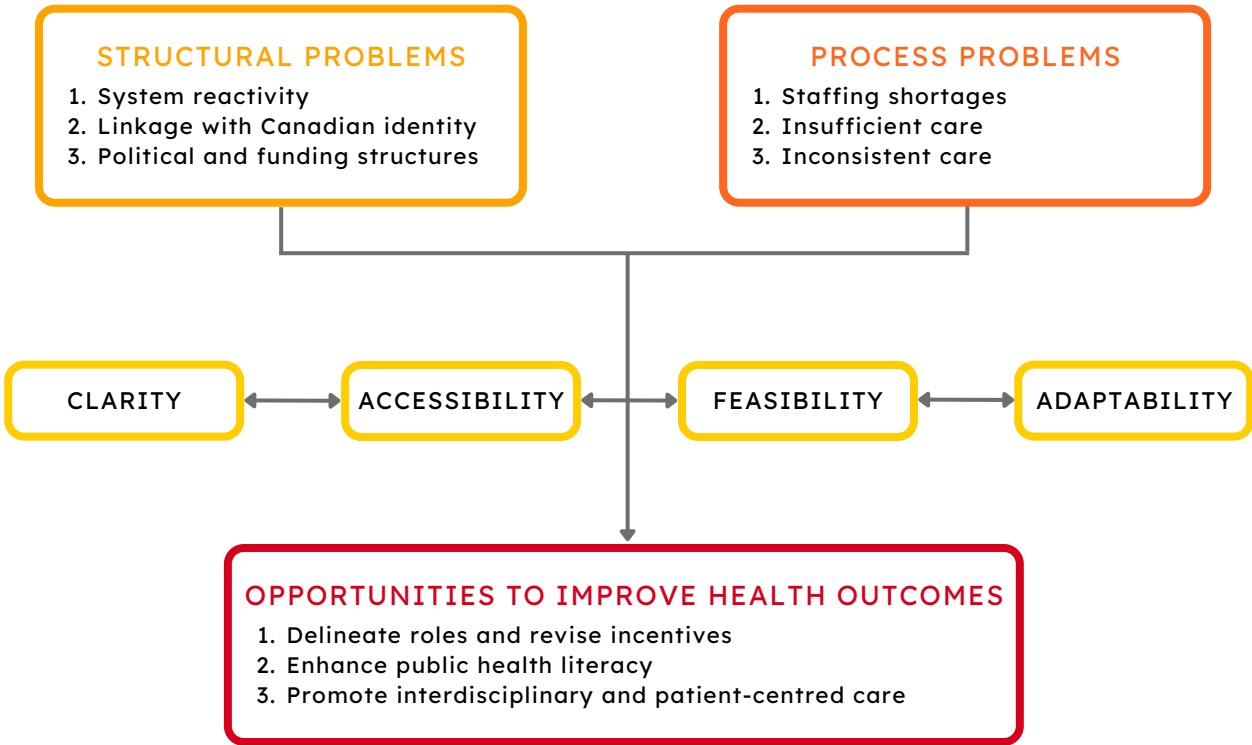 STRUCTURAL PROBLEMS
1. System reactivity
2. Linkage with Canadian identity
3. Political and funding structures
PROCESS PROBLEMS
1. Staffing shortages
2. Insufficient care
3. Inconsistent care
CLARITY
ACCESSIBILITY
FEASIBILITY
ADAPTABILITY
OPPORTUNITIES TO IMPROVE HEALTH OUTCOMES
1. Delineate roles and revise incentives
2. Enhance public health literacy
3. Promote interdisciplinary and patient-centred care